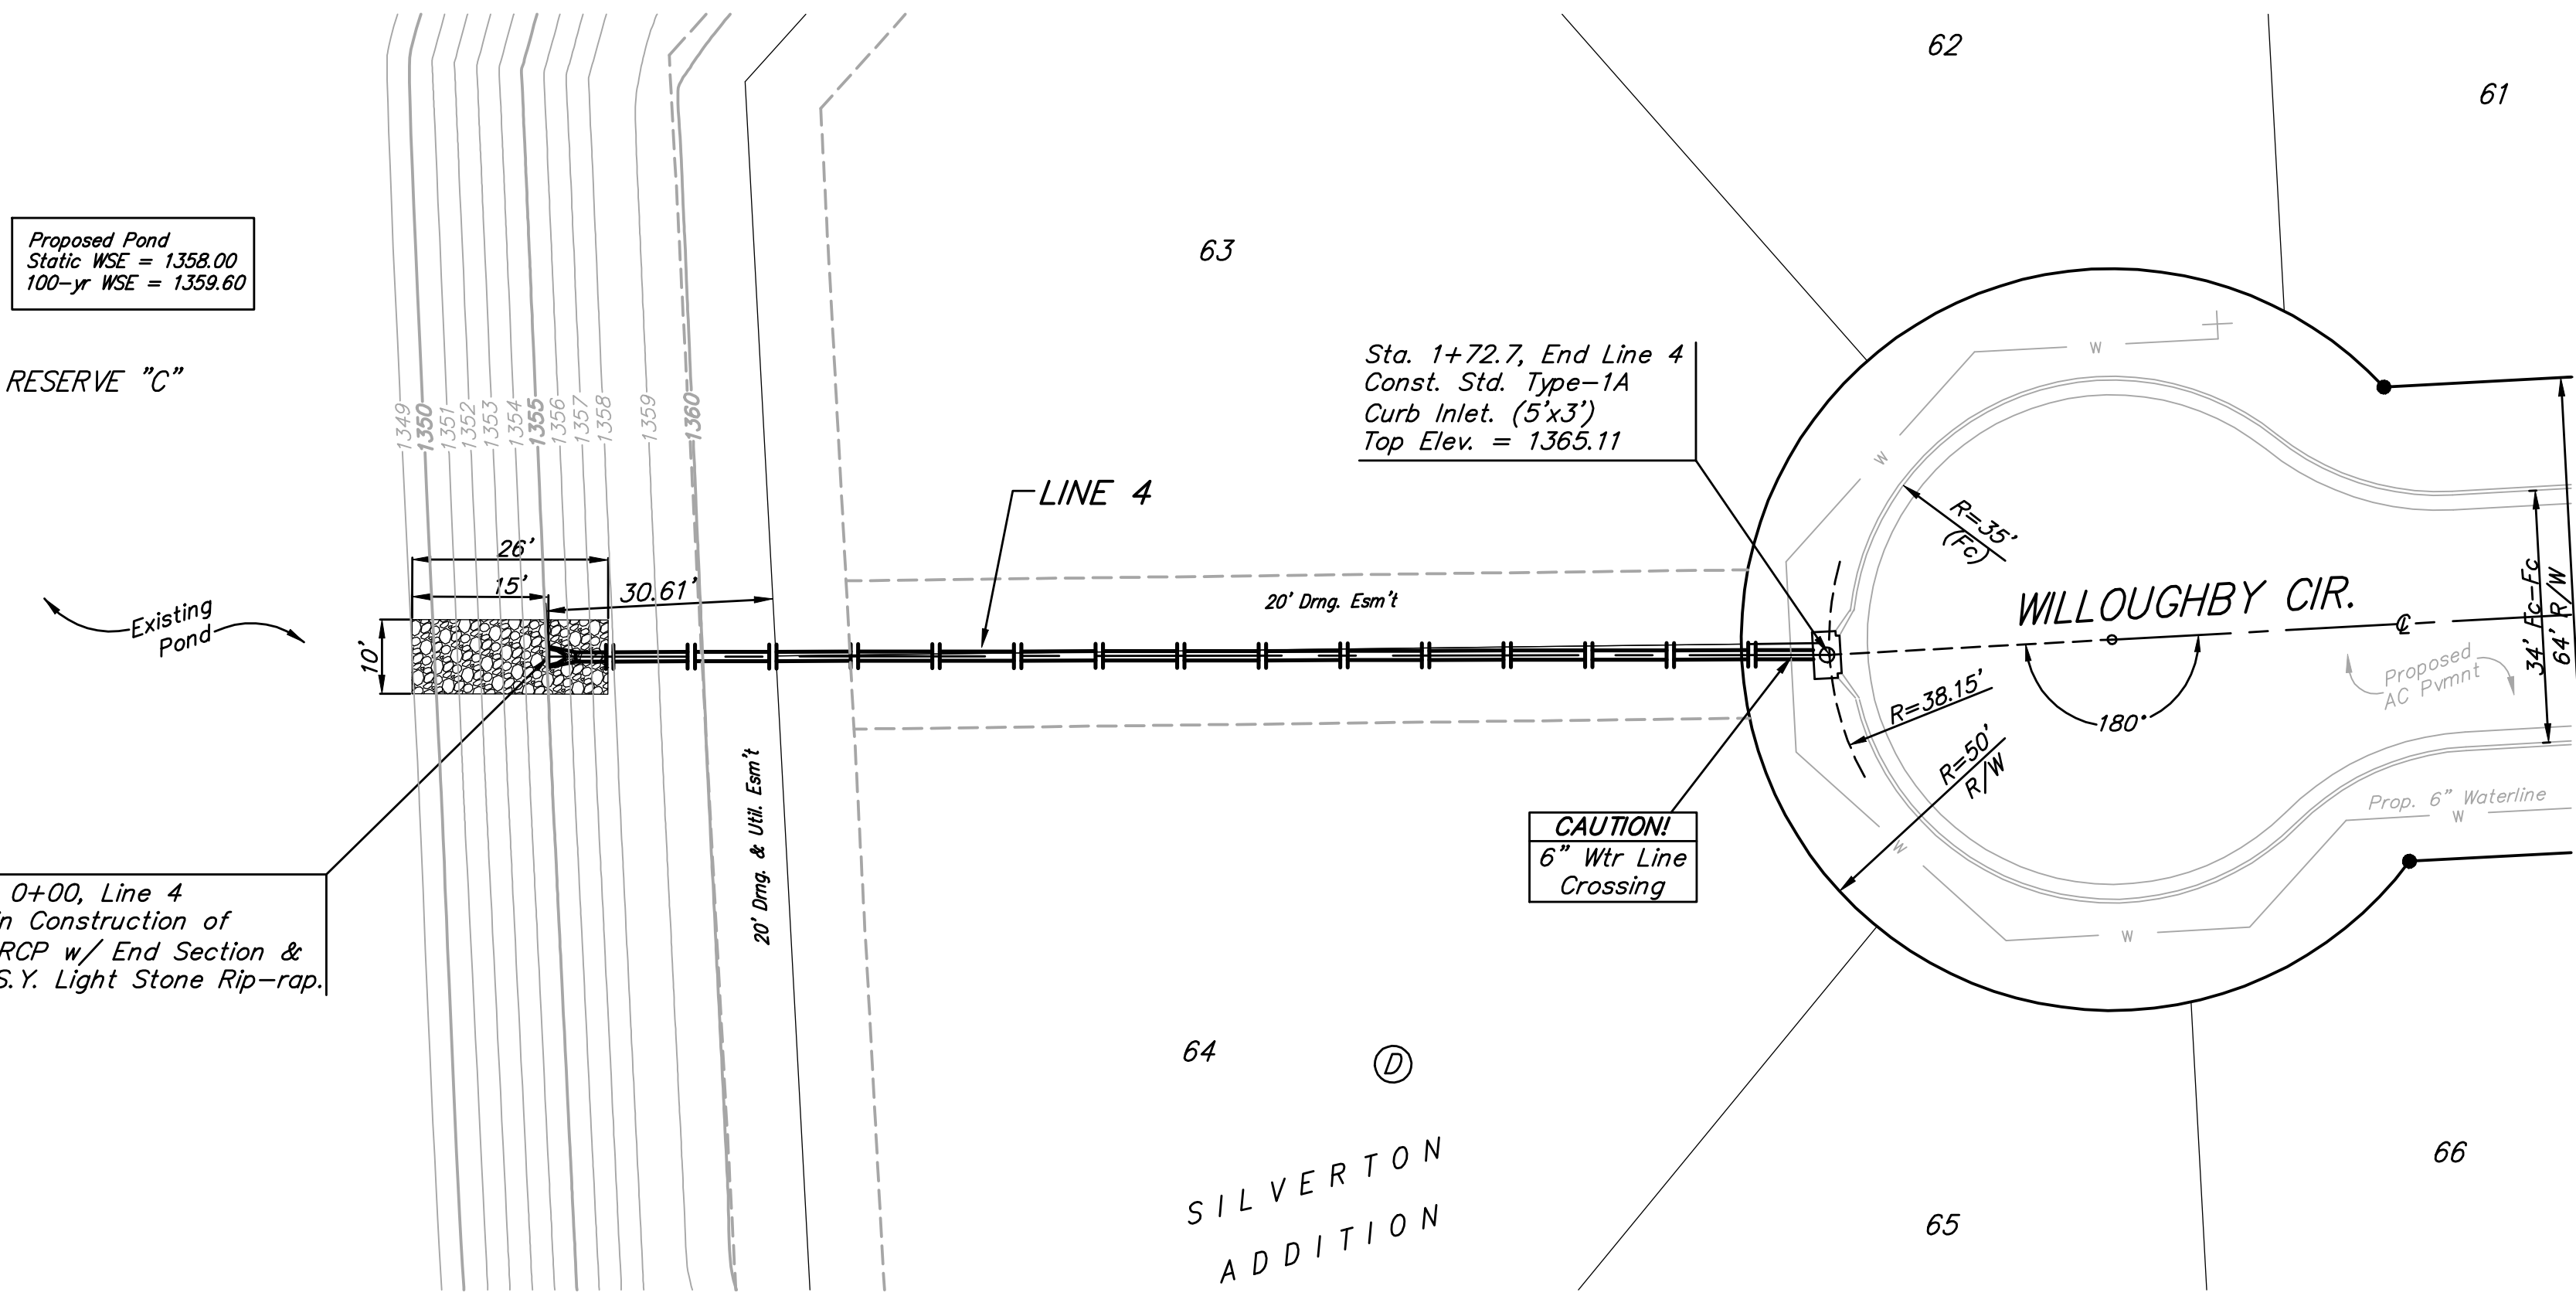 62
61
63
Proposed Pond
Static WSE = 1358.00
100-yr WSE = 1359.60
RESERVE "C"
1349
1350
1351
1352
1353
1354
1355
1356
1357
1358
1359
1360
Sta. 1+72.7, End Line 4
Const. Std. Type-1A
Curb Inlet. (5'x3')
Top Elev. = 1365.11
LINE 4
26'
15'
30.61'
10'
Existing
Pond
20' Drng. Esm't
20' Drng. & Util. Esm't
W
W
R=35'
(Fc)
WILLOUGHBY CIR.
℄
34' Fc-Fc
64' R/W
Proposed
AC Pvmnt
180°
R=38.15'
R=50'
R/W
Prop. 6" Waterline
W
W
W
CAUTION!
6" Wtr Line
Crossing
0+00, Line 4
Construction of
RCP w/ End Section &
S.Y. Light Stone Rip-rap.
64
D
SILVERTON
ADDITION
65
66